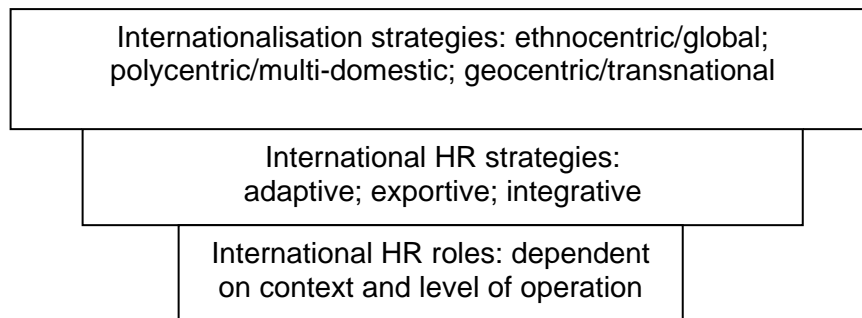 Internationalisation strategies: ethnocentric/global;
polycentric/multi-domestic; geocentric/transnational
International HR strategies:
adaptive; exportive; integrative
International HR roles: dependent
on context and level of operation